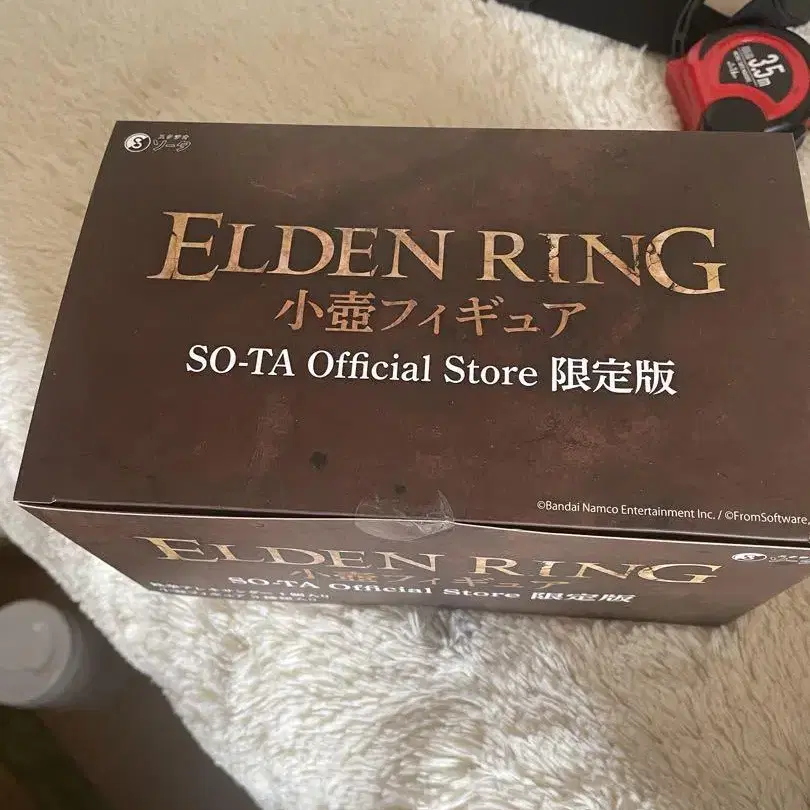 スタジオ
ソータ
3.5m
ELDEN RING
小壺フィギュア
SO-TA Official Store 限定版
©Bandai Namco Entertainment Inc. / ©FromSoftware,
ELDEN RING
小壺フィギュア
SO-TA Official Store 限定版